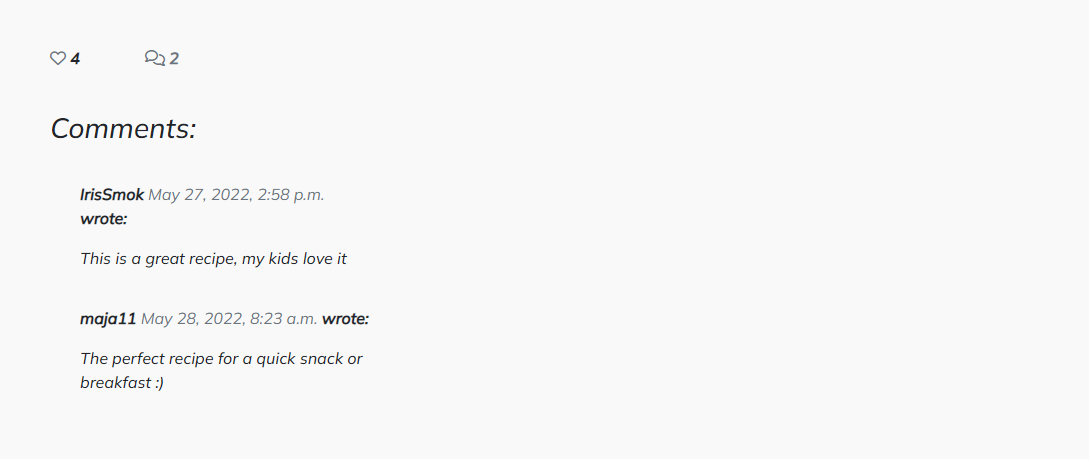 4 2
Comments:
IrisSmok May 27, 2022, 2:58 p.m.
wrote:
This is a great recipe, my kids love it
maja11 May 28, 2022, 8:23 a.m. wrote:
The perfect recipe for a quick snack or
breakfast :)